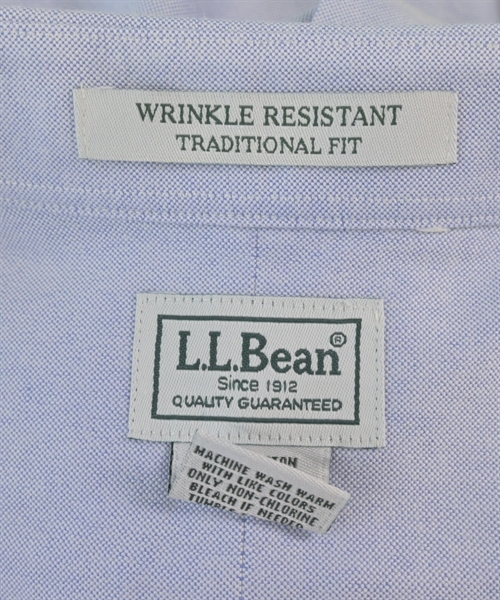 WRINKLE RESISTANT
TRADITIONAL FIT
L.L.Bean®
Since 1912
QUALITY GUARANTEED
MACHINE WASH WARM
WITH LIKE COLORS
ONLY NON-CHLORINE
BLEACH IF NEEDED